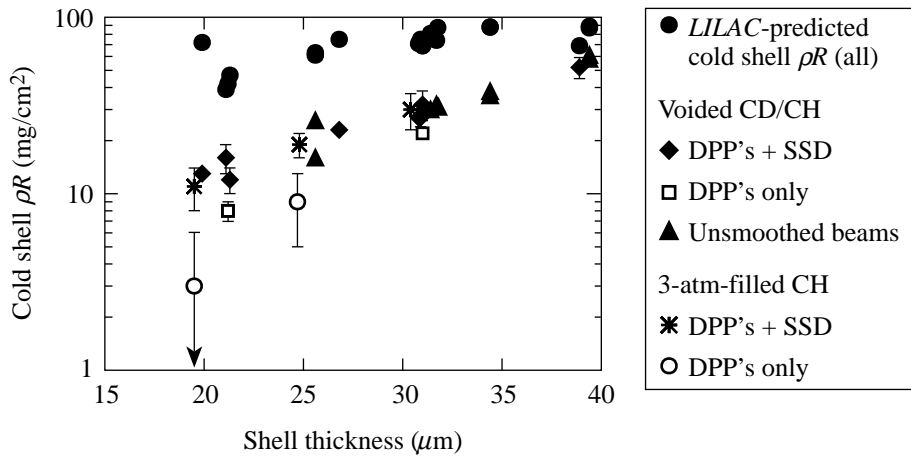 100
10
1
15
20
25
30
35
40
Cold shell ρR (mg/cm²)
Shell thickness (μm)
LILAC-predicted
cold shell ρR (all)
Voided CD/CH
DPP's + SSD
DPP's only
Unsmoothed beams
3-atm-filled CH
DPP's + SSD
DPP's only